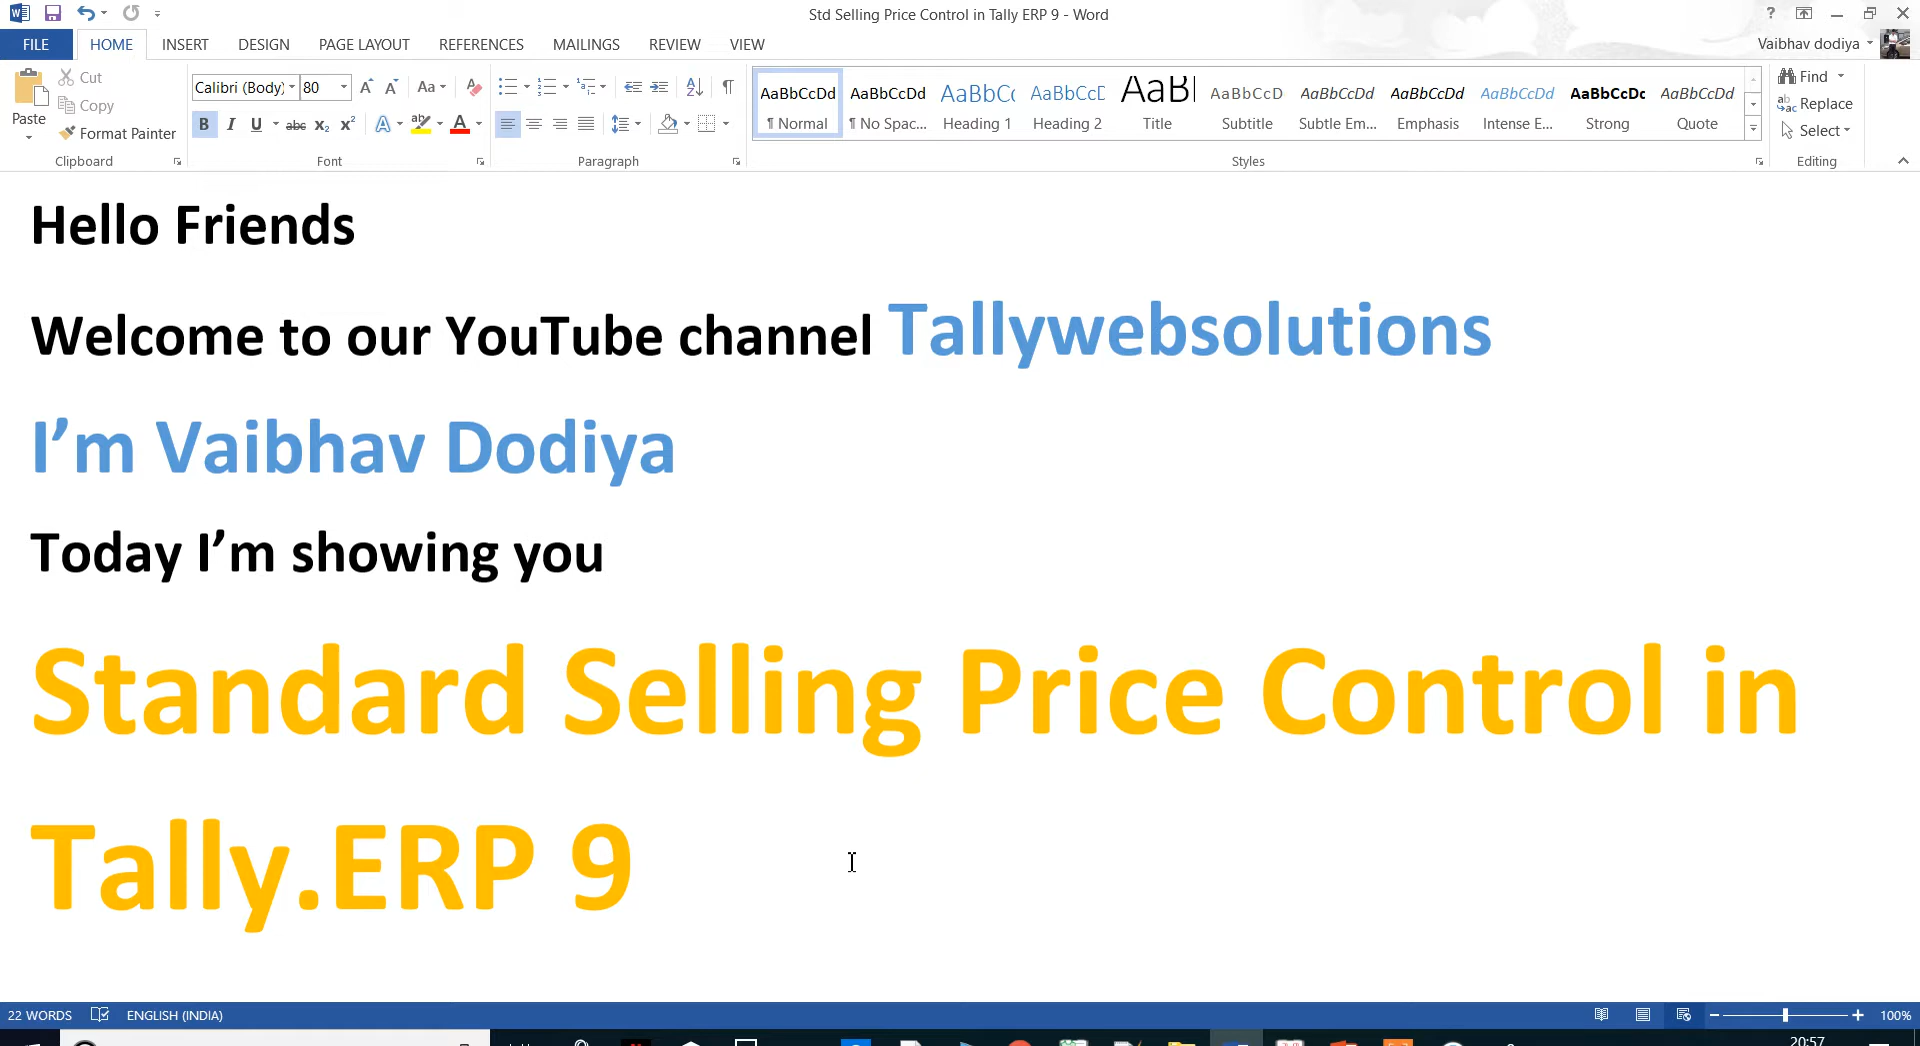 Std Selling Price Control in Tally ERP 9 - Word
FILE HOME INSERT DESIGN PAGE LAYOUT REFERENCES MAILINGS REVIEW VIEW Vaibhav dodiya
Paste
Cut
Copy
Format Painter
Clipboard
Calibri (Body) 80
Font
Paragraph
AaBbCcDd AaBbCcDd AaBbC AaBbCc AaB AaBbCcD AaBbCcDd AaBbCcDd AaBbCcDd AaBbCcDc AaBbCcDd
¶ Normal ¶ No Spac... Heading 1 Heading 2 Title Subtitle Subtle Em... Emphasis Intense E... Strong Quote
Styles
Find
Replace
Select
Editing
Hello Friends
Welcome to our YouTube channel Tallywebsolutions
I’m Vaibhav Dodiya
Today I’m showing you
Standard Selling Price Control in
Tally.ERP 9
22 WORDS ENGLISH (INDIA) 100%
20:57